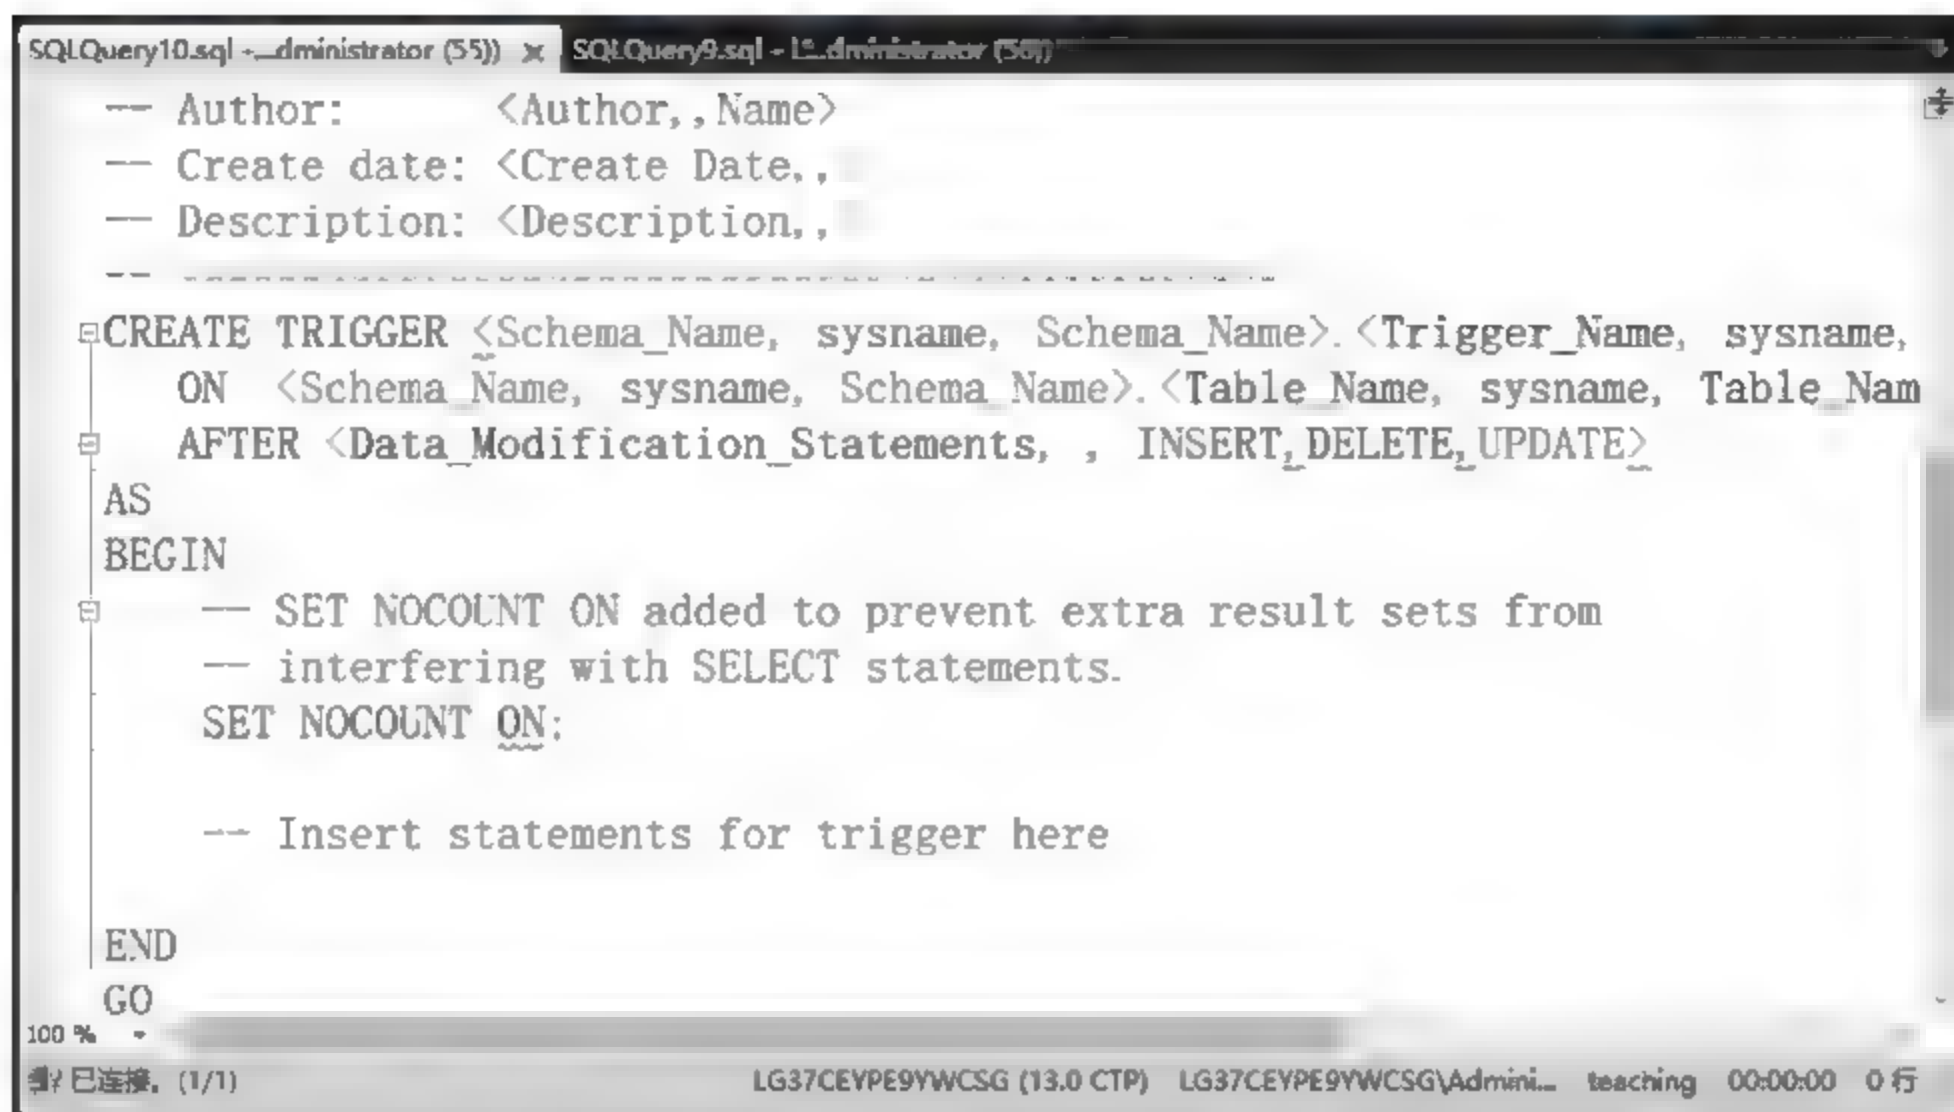 SQLQuery10.sql -...dministrator (55)) × SQLQuery9.sql - L...dministrator (56))
-- Author: <Author,,Name>
-- Create date: <Create Date,,
-- Description: <Description,,
CREATE TRIGGER <Schema_Name, sysname, Schema_Name>.<Trigger_Name, sysname,
ON <Schema_Name, sysname, Schema_Name>.<Table_Name, sysname, Table_Nam
AFTER <Data_Modification_Statements, , INSERT,DELETE,UPDATE>
AS
BEGIN
-- SET NOCOUNT ON added to prevent extra result sets from
-- interfering with SELECT statements.
SET NOCOUNT ON;
-- Insert statements for trigger here
END
GO
100 %
已连接。(1/1) LG37CEYPE9YWCSG (13.0 CTP) LG37CEYPE9YWCSG\Admini... teaching 00:00:00 0 行